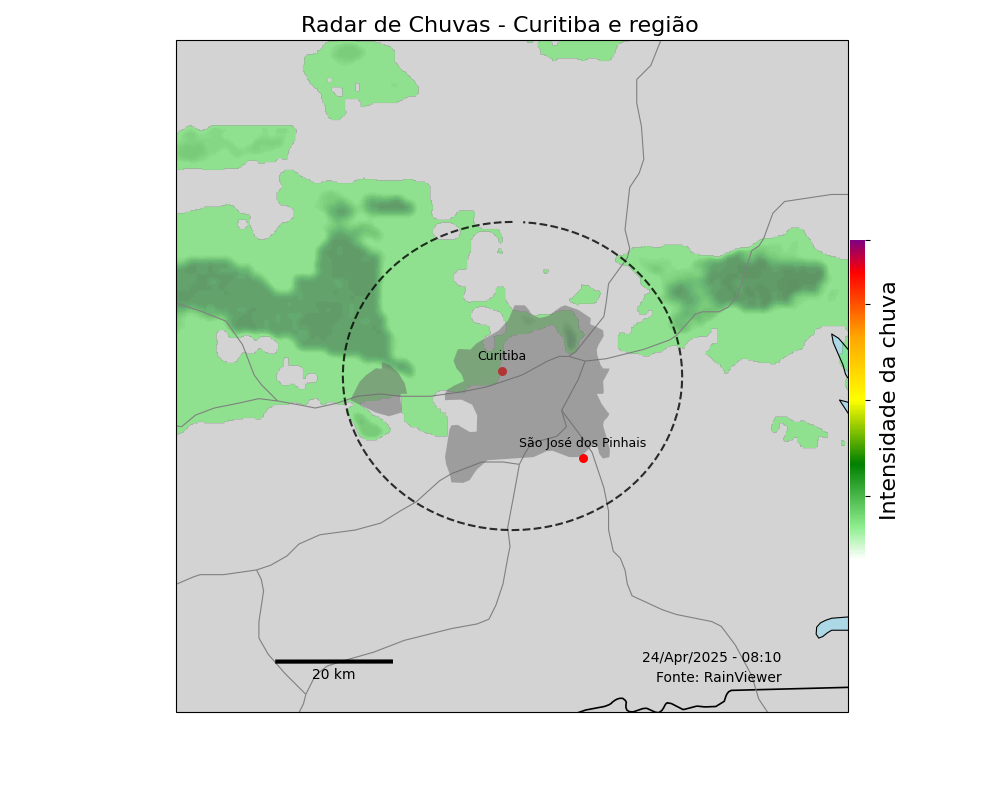 Radar de Chuvas - Curitiba e região
Curitiba
São José dos Pinhais
Intensidade da chuva
24/Apr/2025 - 08:10
Fonte: RainViewer
20 km